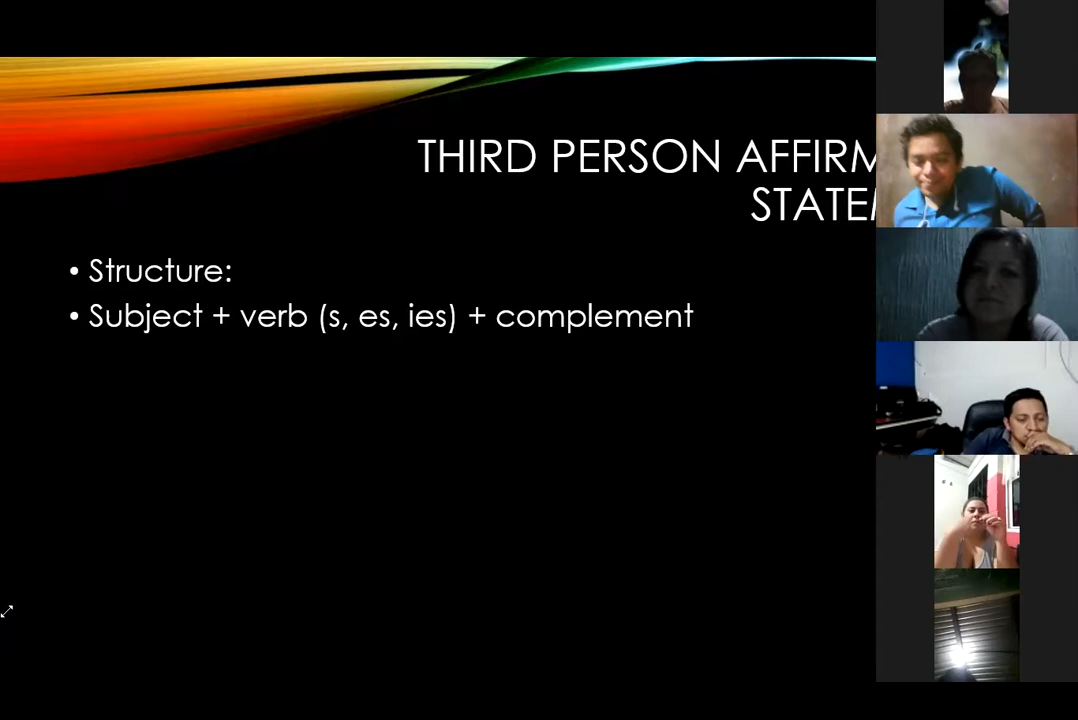 THIRD PERSON AFFIRM
STATE
• Structure:
• Subject + verb (s, es, ies) + complement